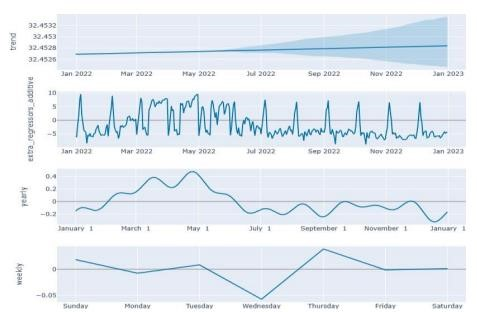 trend
32.4532
32.453
32.4528
32.4526
Jan 2022 Mar 2022 May 2022 Jul 2022 Sep 2022 Nov 2022 Jan 2023
extra_regressors_additive
10
5
0
−5
Jan 2022 Mar 2022 May 2022 Jul 2022 Sep 2022 Nov 2022 Jan 2023
yearly
0.4
0.2
0
−0.2
January 1 March 1 May 1 July 1 September 1 November 1 January 1
weekly
0
−0.05
Sunday Monday Tuesday Wednesday Thursday Friday Saturday